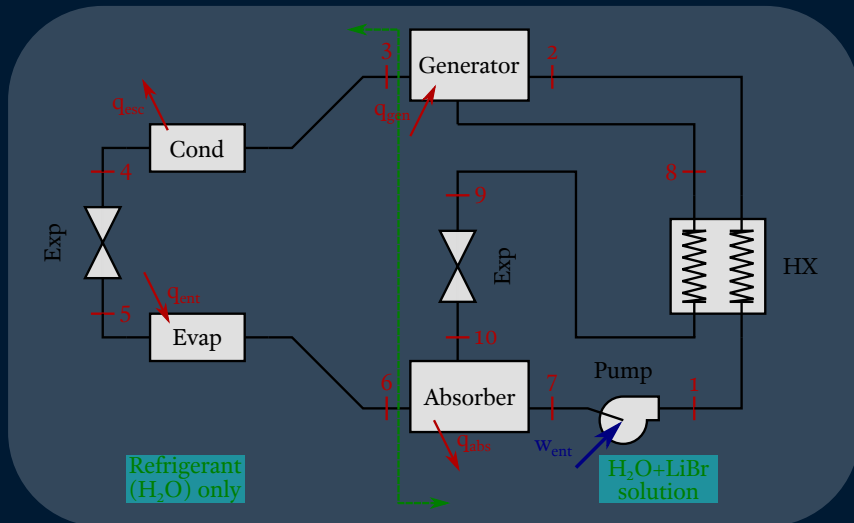 3
Generator
2
q_gen
q_esc
Cond
4
8
9
Exp
Exp
HX
q_ent
5
Evap
10
Pump
6
Absorber
7
1
q_abs
w_ent
Refrigerant
(H₂O) only
H₂O+LiBr
solution